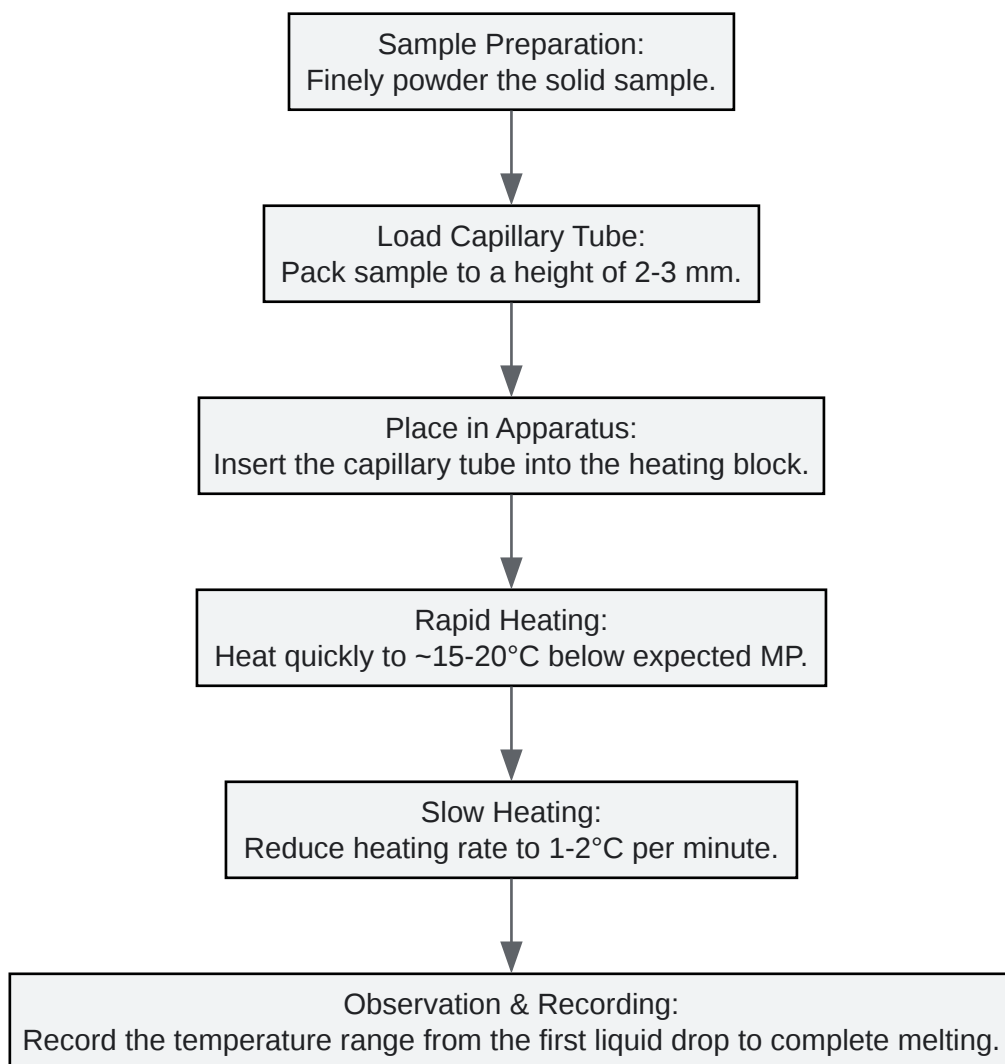 Sample Preparation:
Finely powder the solid sample.
Load Capillary Tube:
Pack sample to a height of 2-3 mm.
Place in Apparatus:
Insert the capillary tube into the heating block.
Rapid Heating:
Heat quickly to ~15-20°C below expected MP.
Slow Heating:
Reduce heating rate to 1-2°C per minute.
Observation & Recording:
Record the temperature range from the first liquid drop to complete melting.